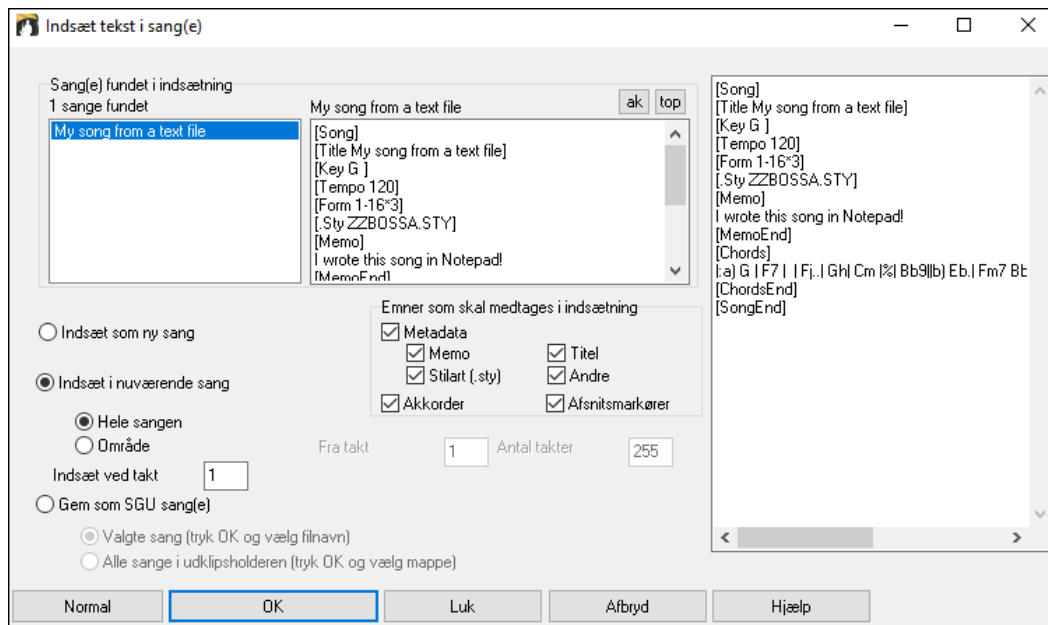 Indsæt tekst i sang(e)
Sang(e) fundet i indsætning
1 sange fundet
My song from a text file
My song from a text file
ak
top
[Song]
[Title My song from a text file]
[Key G ]
[Tempo 120]
[Form 1-16*3]
[.Sty ZZBOSSA.STY]
[Memo]
I wrote this song in Notepad!
[MemoEnd]
[Song]
[Title My song from a text file]
[Key G ]
[Tempo 120]
[Form 1-16*3]
[.Sty ZZBOSSA.STY]
[Memo]
I wrote this song in Notepad!
[MemoEnd]
[Chords]
|:a) G | F7 | | Fj..| Gh| Cm |%| Bb9||b) Eb.| Fm7 Bb
[ChordsEnd]
[SongEnd]
Indsæt som ny sang
Indsæt i nuværende sang
Hele sangen
Område
Indsæt ved takt 1
Emner som skal medtages i indsætning
Metadata
Memo Titel
Stilart (.sty) Andre
Akkorder Afsnitsmarkører
Fra takt 1 Antal takter 255
Gem som SGU sang(e)
Valgte sang (tryk OK og vælg filnavn)
Alle sange i udklipsholderen (tryk OK og vælg mappe)
Normal OK Luk Afbryd Hjælp